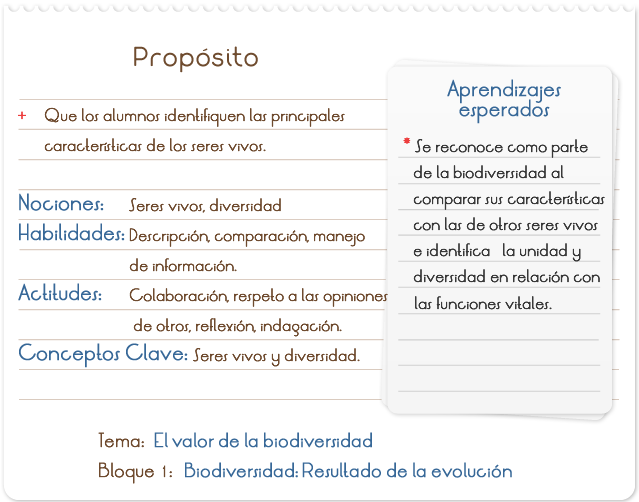 Propósito
+ Que los alumnos identifiquen las principales
características de los seres vivos.
Nociones: Seres vivos, diversidad
Habilidades: Descripción, comparación, manejo
de información.
Actitudes: Colaboración, respeto a las opiniones
de otros, reflexión, indagación.
Conceptos Clave: Seres vivos y diversidad.
Aprendizajes
esperados
* Se reconoce como parte
de la biodiversidad al
comparar sus características
con las de otros seres vivos
e identifica la unidad y
diversidad en relación con
las funciones vitales.
Tema: El valor de la biodiversidad
Bloque 1: Biodiversidad: Resultado de la evolución